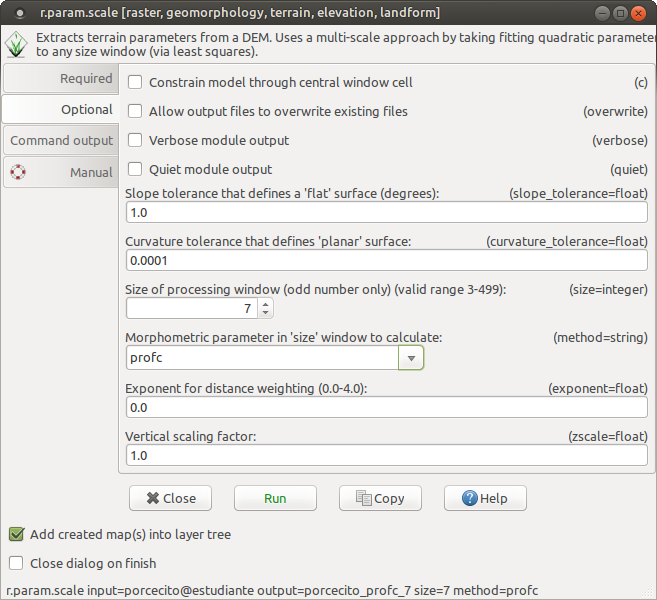 r.param.scale [raster, geomorphology, terrain, elevation, landform]
Extracts terrain parameters from a DEM. Uses a multi-scale approach by taking fitting quadratic parameters
to any size window (via least squares).
Required
Optional
Command output
Manual
Constrain model through central window cell (c)
Allow output files to overwrite existing files (overwrite)
Verbose module output (verbose)
Quiet module output (quiet)
Slope tolerance that defines a 'flat' surface (degrees): (slope_tolerance=float)
1.0
Curvature tolerance that defines 'planar' surface: (curvature_tolerance=float)
0.0001
Size of processing window (odd number only) (valid range 3-499): (size=integer)
7
Morphometric parameter in 'size' window to calculate: (method=string)
profc
Exponent for distance weighting (0.0-4.0): (exponent=float)
0.0
Vertical scaling factor: (zscale=float)
1.0
Close Run Copy Help
Add created map(s) into layer tree
Close dialog on finish
r.param.scale input=porcecito@estudiante output=porcecito_profc_7 size=7 method=profc